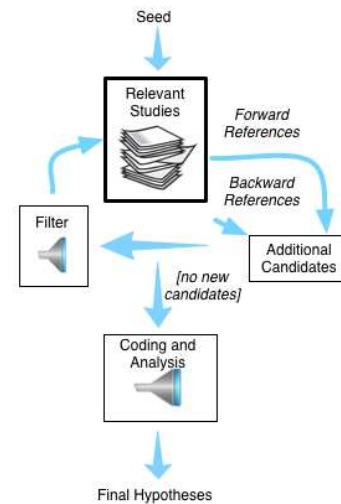 Seed
Relevant
Studies
Forward
References
Backward
References
Filter
Additional
Candidates
[no new
candidates]
Coding and
Analysis
Final Hypotheses